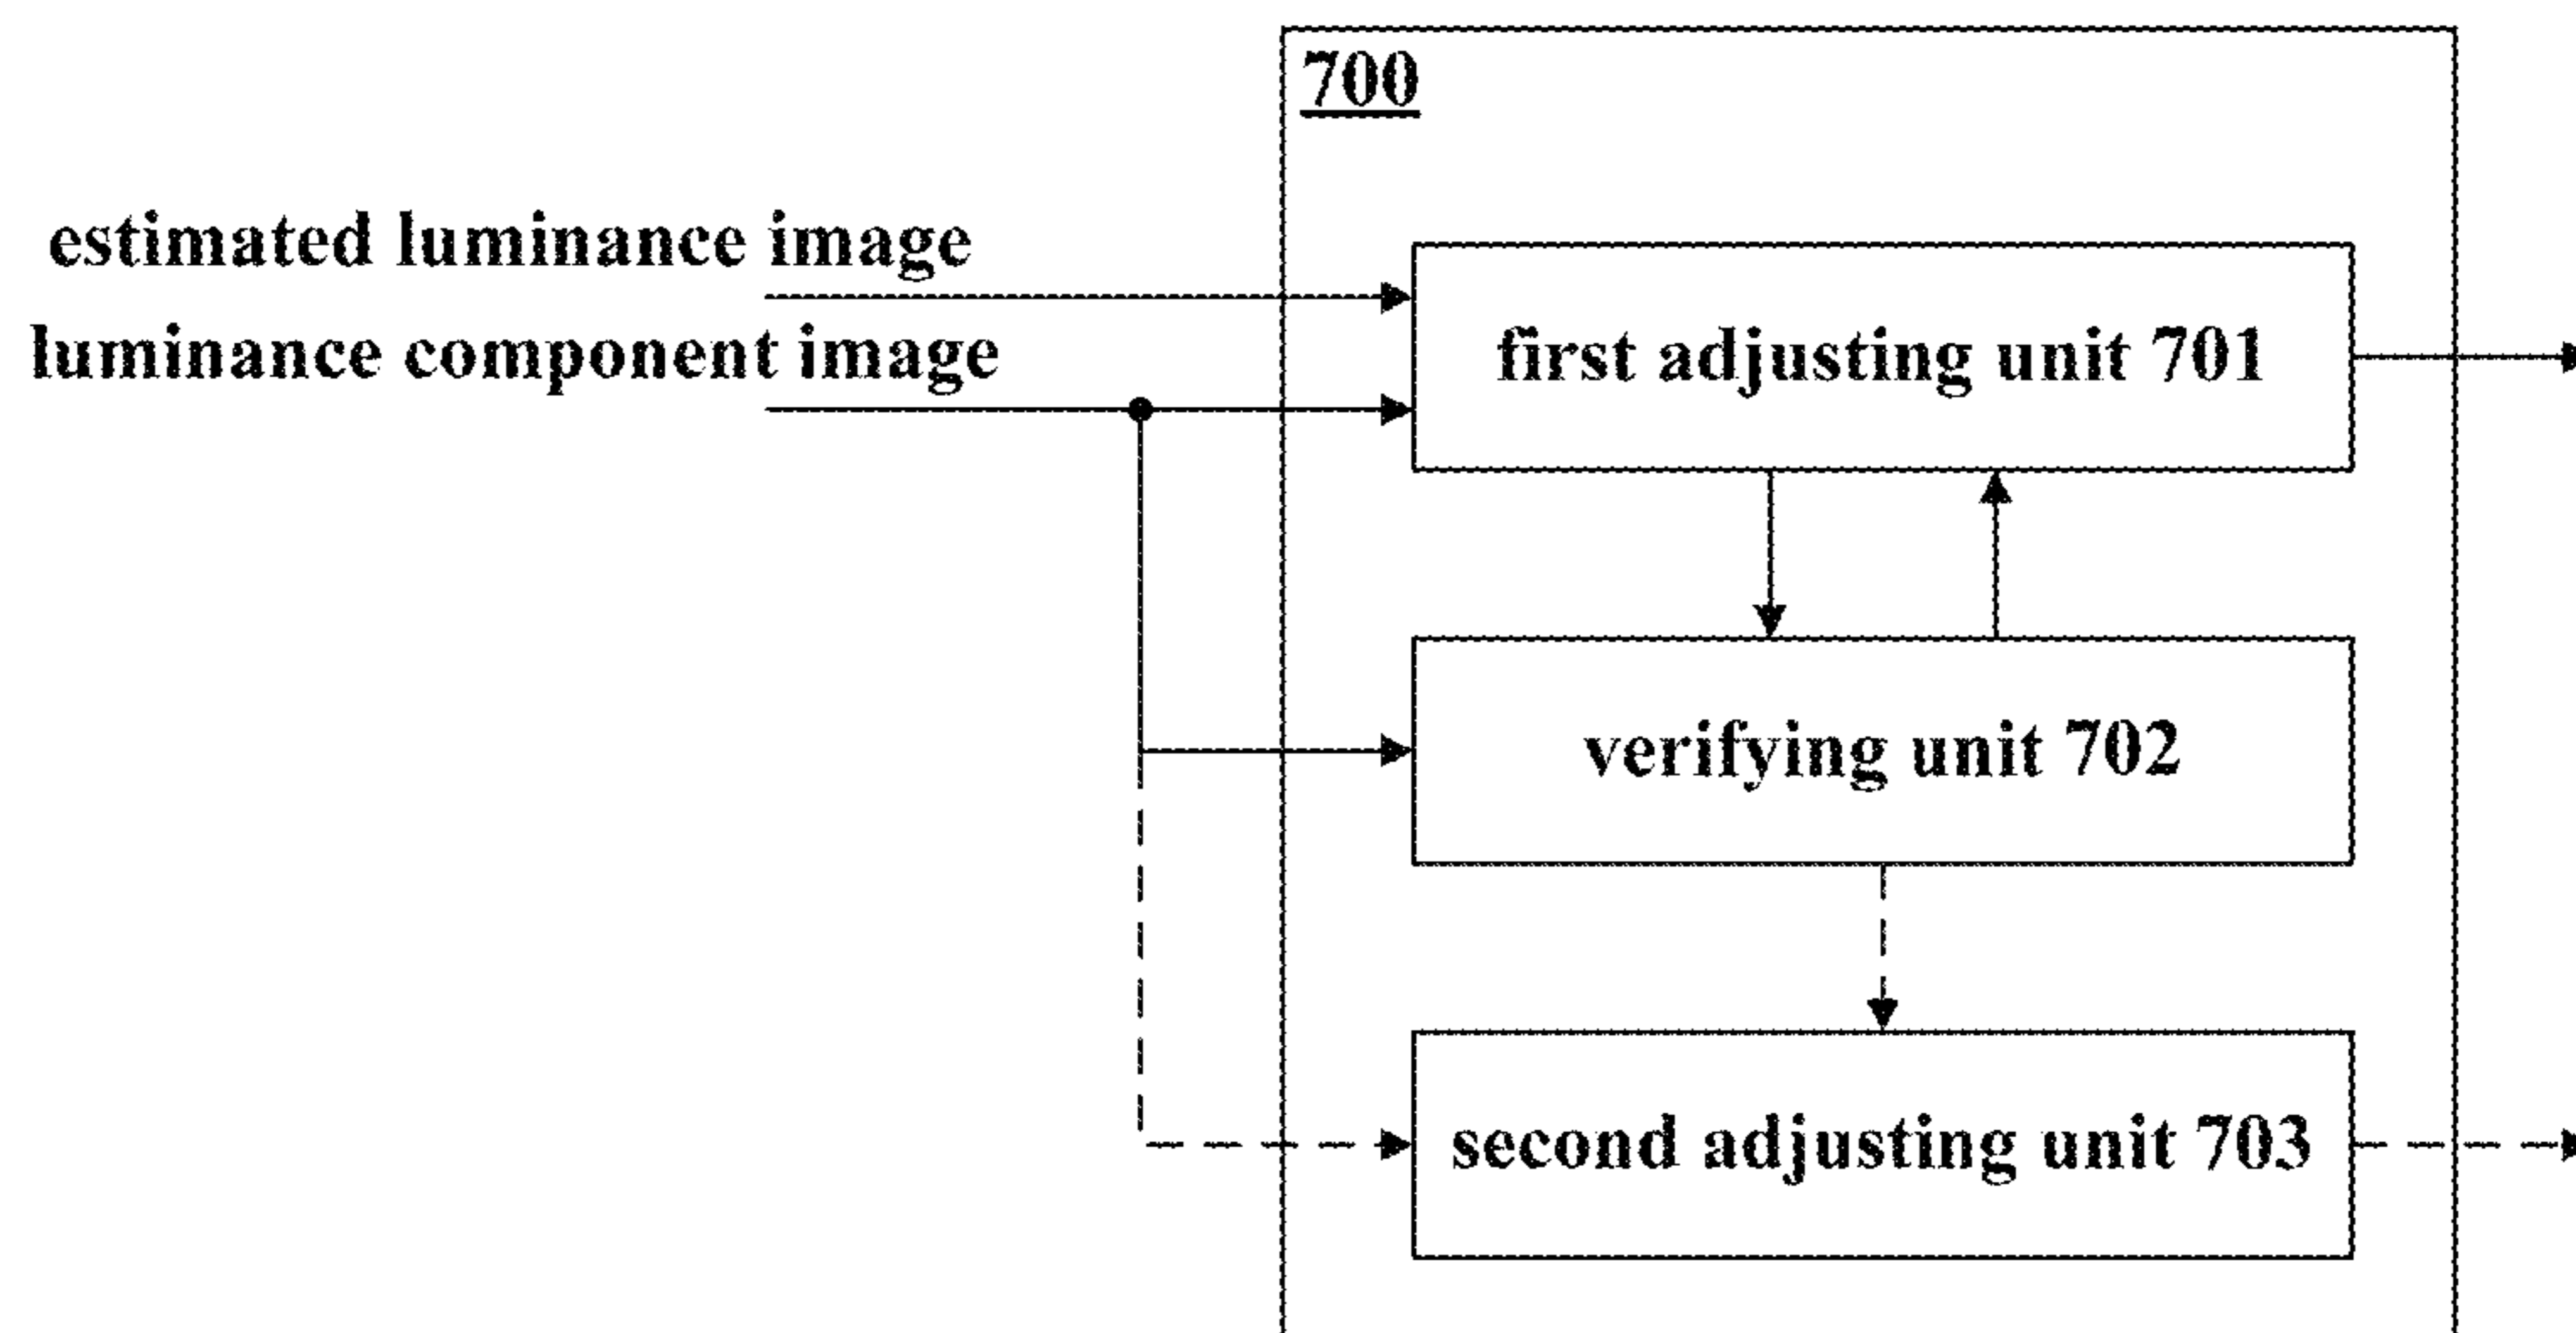 700
estimated luminance image
luminance component image
first adjusting unit 701
verifying unit 702
second adjusting unit 703